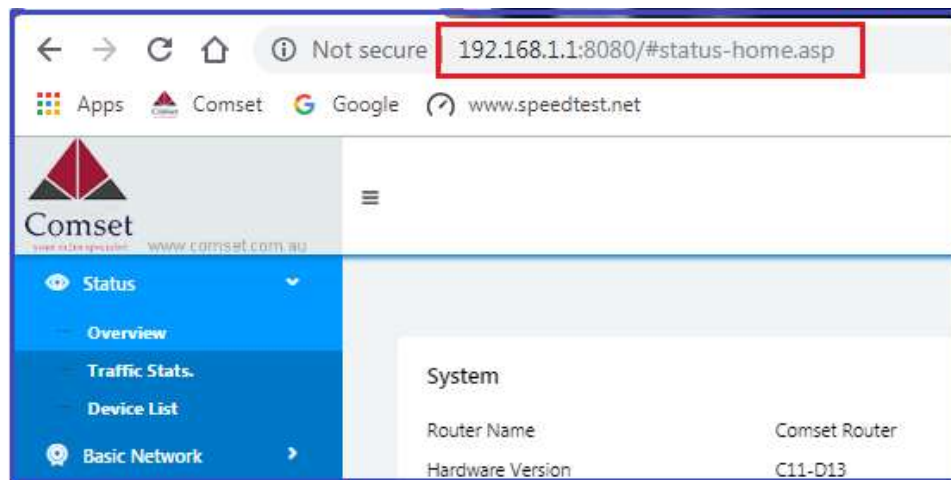 Not secure 192.168.1.1:8080/#status-home.asp
Apps Comset Google www.speedtest.net
Comset
www.comset.com.au
Status
Overview
Traffic Stats.
Device List
Basic Network
System
Router Name Comset Router
Hardware Version C11-D13